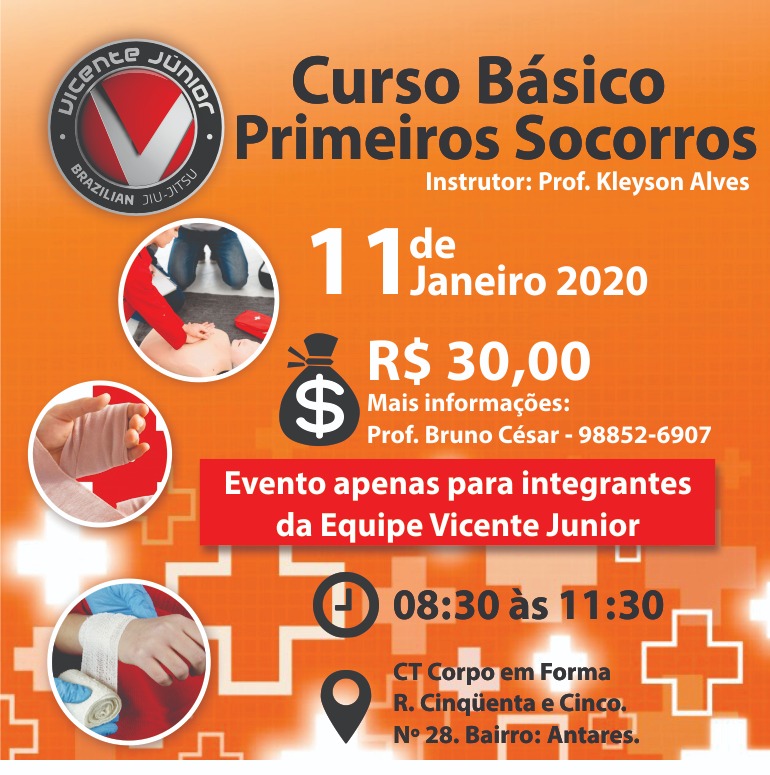 VICENTE JÚNIOR
BRAZILIAN JIU-JITSU
Curso Básico
Primeiros Socorros
Instrutor: Prof. Kleyson Alves
11 de
Janeiro 2020
R$ 30,00
Mais informações:
Prof. Bruno César - 98852-6907
Evento apenas para integrantes
da Equipe Vicente Junior
08:30 às 11:30
CT Corpo em Forma
R. Cinqüenta e Cinco.
Nº 28. Bairro: Antares.